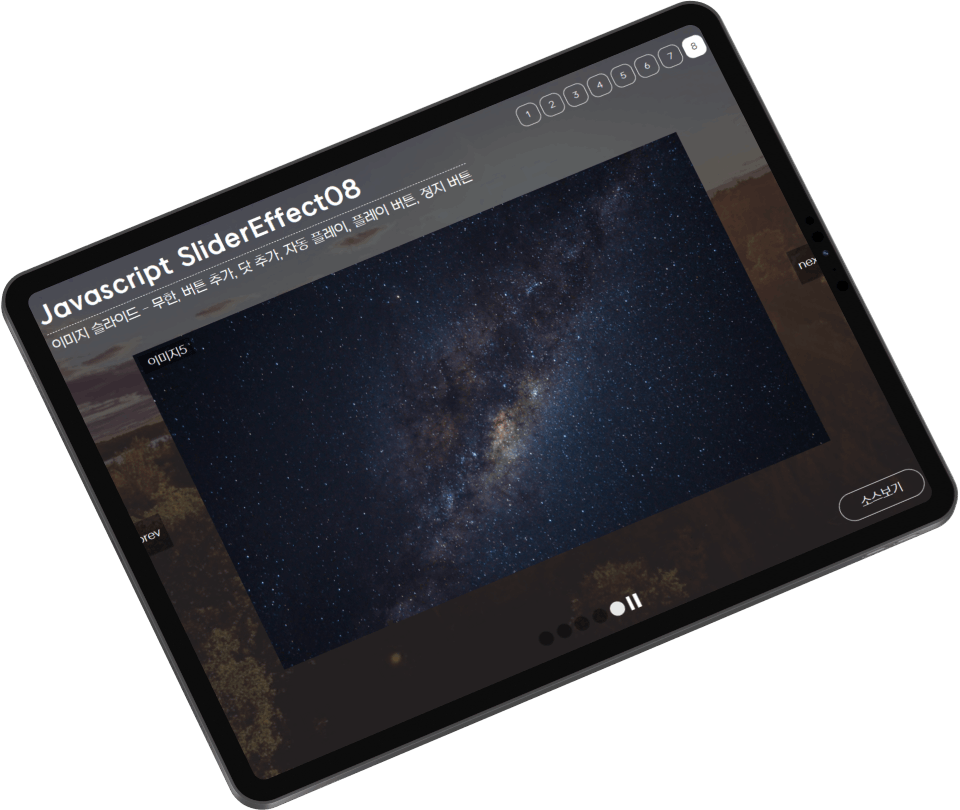 1 2 3 4 5 6 7 8
Javascript SliderEffect08
이미지 슬라이드 - 무한, 버튼 추가, 닷 추가, 자동 플레이, 플레이 버튼, 정지 버튼
이미지5
소스보기